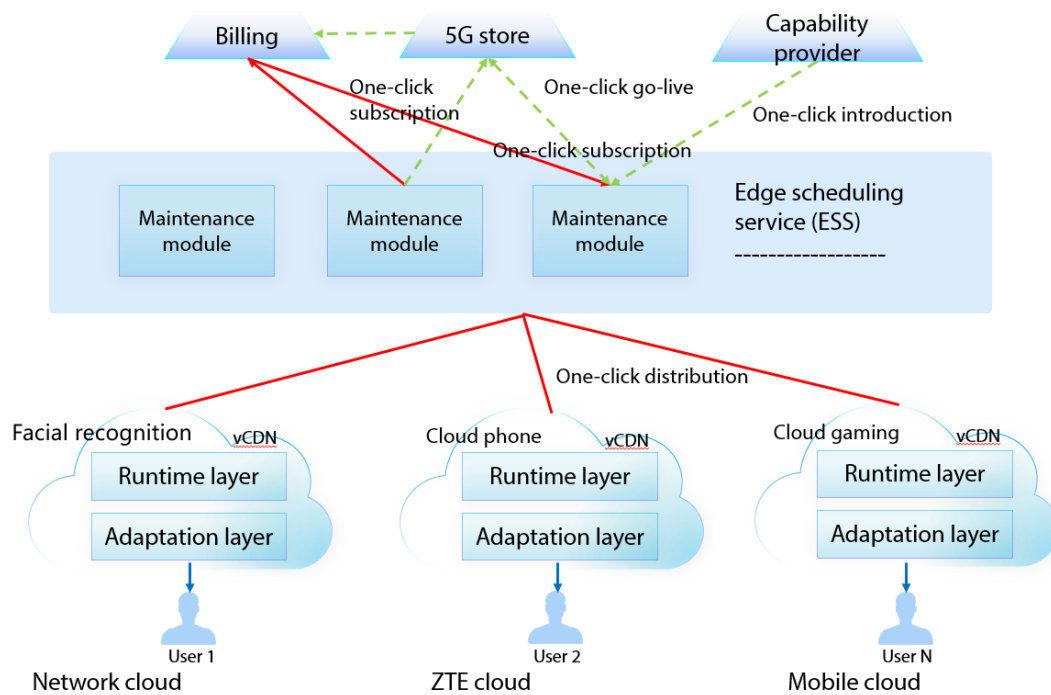 Billing
5G store
Capability
provider
One-click
subscription
One-click go-live
One-click introduction
One-click subscription
Maintenance
module
Maintenance
module
Maintenance
module
Edge scheduling
service (ESS)
------------------
One-click distribution
Facial recognition
vCDN
Runtime layer
Adaptation layer
User 1
Network cloud
Cloud phone
vCDN
Runtime layer
Adaptation layer
User 2
ZTE cloud
Cloud gaming
vCDN
Runtime layer
Adaptation layer
User N
Mobile cloud